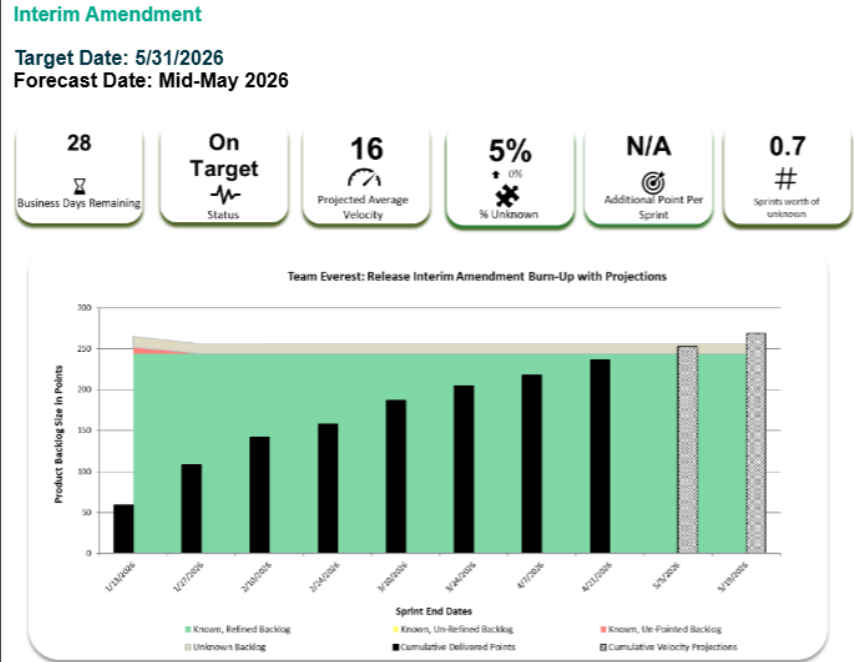 Interim Amendment
Target Date: 5/31/2026
Forecast Date: Mid-May 2026
28
Business Days Remaining
On
Target
Status
16
Projected Average
Velocity
5%
0%
% Unknown
N/A
Additional Point Per
Sprint
0.7
#
Sprints worth of
unknown
Team Everest: Release Interim Amendment Burn-Up with Projections
Product Backlog Size in Points
300
250
200
150
100
50
0
1/13/2026
1/27/2026
2/10/2026
2/24/2026
3/10/2026
3/24/2026
4/7/2026
4/21/2026
5/5/2026
5/19/2026
Sprint End Dates
Known, Refined Backlog
Known, Un-Refined Backlog
Known, Un-Pointed Backlog
Unknown Backlog
Cumulative Delivered Points
Cumulative Velocity Projections